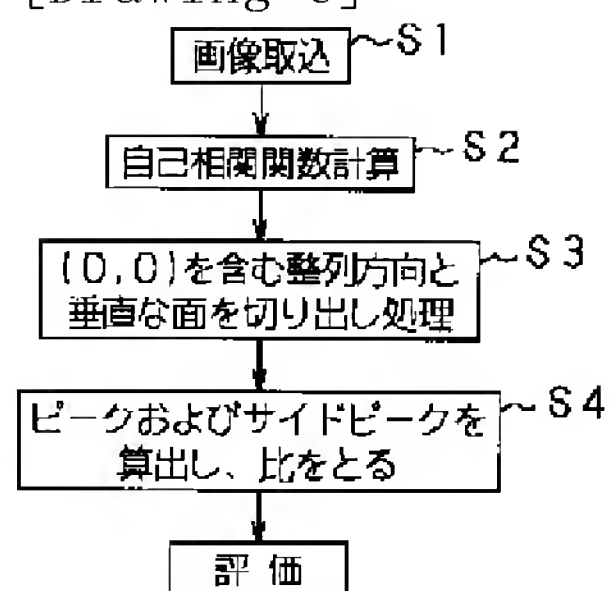 画像取込 ~S1
自己相関関数計算 ~S2
(0,0)を含む整列方向と ~S3
垂直な面を切り出し処理
ピークおよびサイドピークを ~S4
算出し、比をとる
評 価